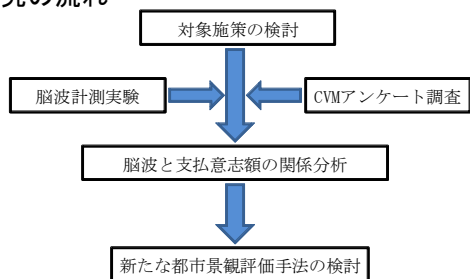 の流れ
対象施策の検討
脳波計測実験
CVMアンケート調査
脳波と支払意志額の関係分析
新たな都市景観評価手法の検討